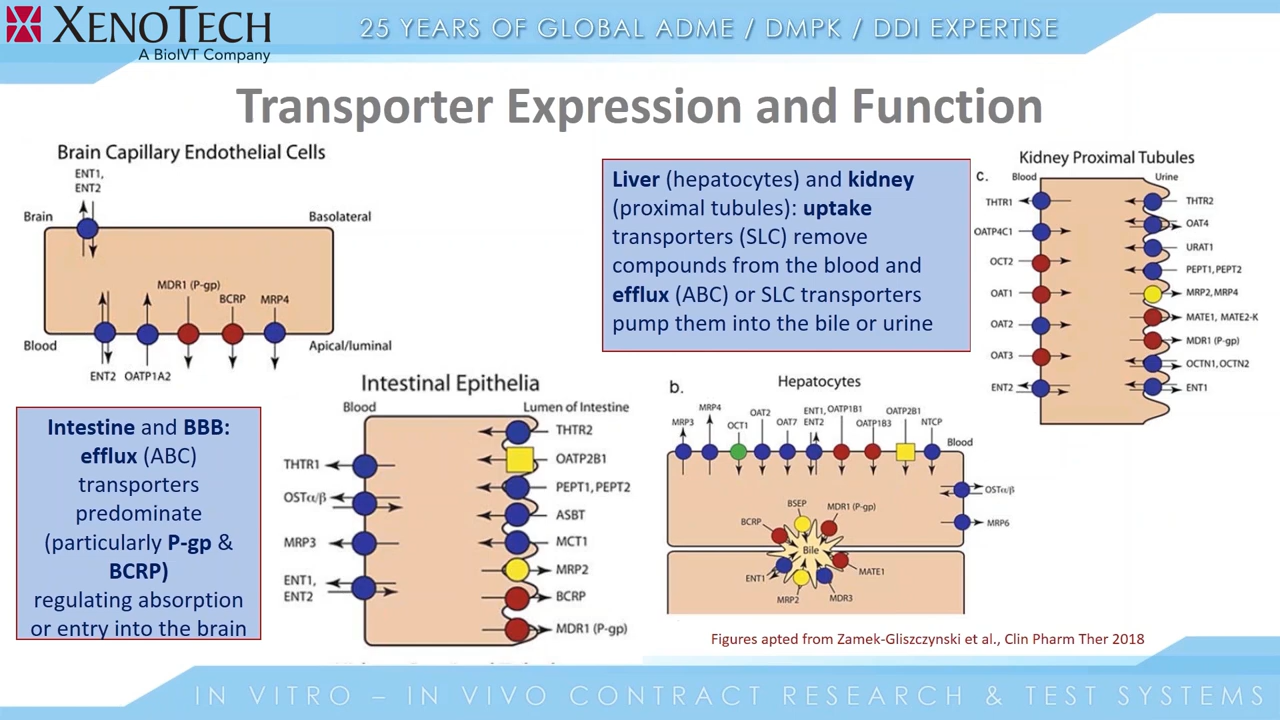 XENOTECH
A BioIVT Company
25 YEARS OF GLOBAL ADME / DMPK / DDI EXPERTISE
Transporter Expression and Function
Brain Capillary Endothelial Cells
ENT1,
ENT2
Brain
Basolateral
MDR1 (P-gp)
BCRP
MRP4
Blood
Apical/luminal
ENT2
OATP1A2
Liver (hepatocytes) and kidney
(proximal tubules): uptake
transporters (SLC) remove
compounds from the blood and
efflux (ABC) or SLC transporters
pump them into the bile or urine
Kidney Proximal Tubules
c.
Blood
Urine
THTR1
OATP4C1
OCT2
OAT1
OAT2
OAT3
ENT2
THTR2
OAT4
URAT1
PEPT1, PEPT2
MRP2, MRP4
MATE1, MATE2-K
MDR1 (P-gp)
OCTN1, OCTN2
ENT1
Intestine and BBB:
efflux (ABC)
transporters
predominate
(particularly P-gp &
BCRP)
regulating absorption
or entry into the brain
Intestinal Epithelia
Blood
Lumen of Intestine
THTR1
OSTα/β
MRP3
ENT1,
ENT2
THTR2
OATP2B1
PEPT1, PEPT2
ASBT
MCT1
MRP2
BCRP
MDR1 (P-gp)
b.
Hepatocytes
MRP3
MRP4
OCT1
OAT2
OAT7
ENT1,
ENT2
OATP1B1
OATP1B3
OATP2B1
NTCP
Blood
OSTα/β
MRP6
BSEP
MDR1 (P-gp)
BCRP
Bile
ENT1
MATE1
MRP2
MDR3
Figures apted from Zamek-Gliszczynski et al., Clin Pharm Ther 2018
IN VITRO – IN VIVO CONTRACT RESEARCH & TEST SYSTEMS